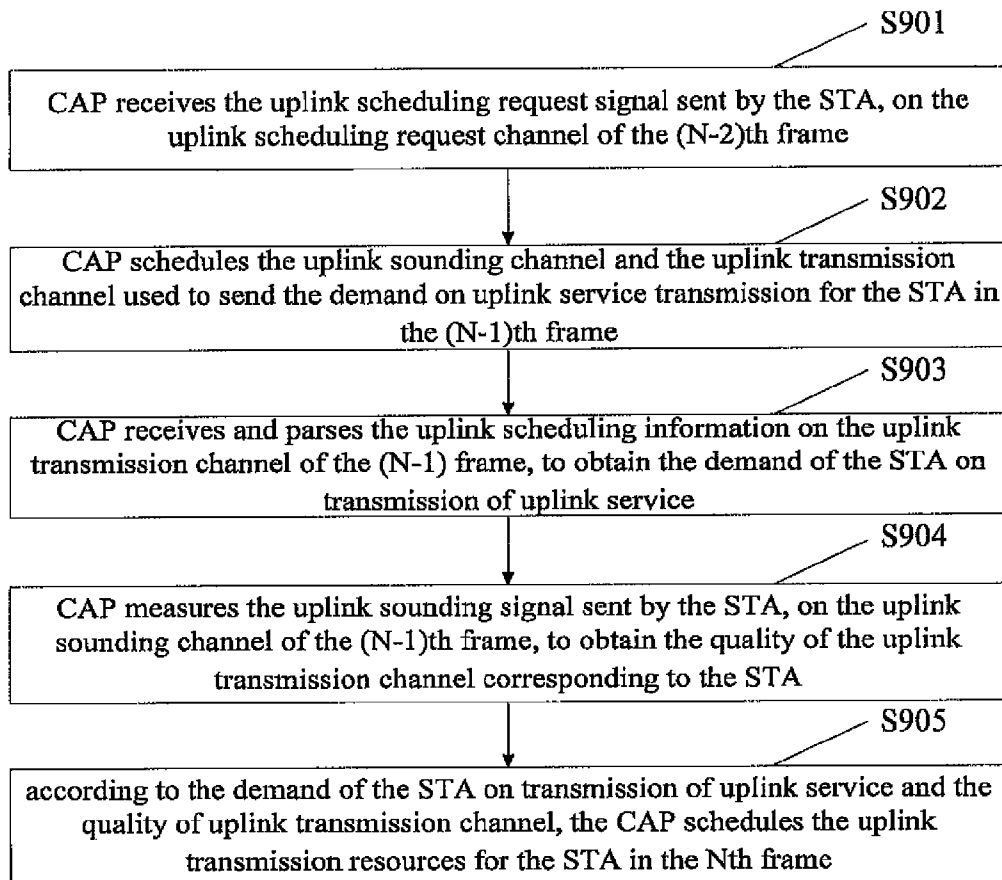 S901
CAP receives the uplink scheduling request signal sent by the STA, on the
uplink scheduling request channel of the (N-2)th frame
S902
CAP schedules the uplink sounding channel and the uplink transmission
channel used to send the demand on uplink service transmission for the STA in
the (N-1)th frame
S903
CAP receives and parses the uplink scheduling information on the uplink
transmission channel of the (N-1) frame, to obtain the demand of the STA on
transmission of uplink service
S904
CAP measures the uplink sounding signal sent by the STA, on the uplink
sounding channel of the (N-1)th frame, to obtain the quality of the uplink
transmission channel corresponding to the STA
S905
according to the demand of the STA on transmission of uplink service and the
quality of uplink transmission channel, the CAP schedules the uplink
transmission resources for the STA in the Nth frame